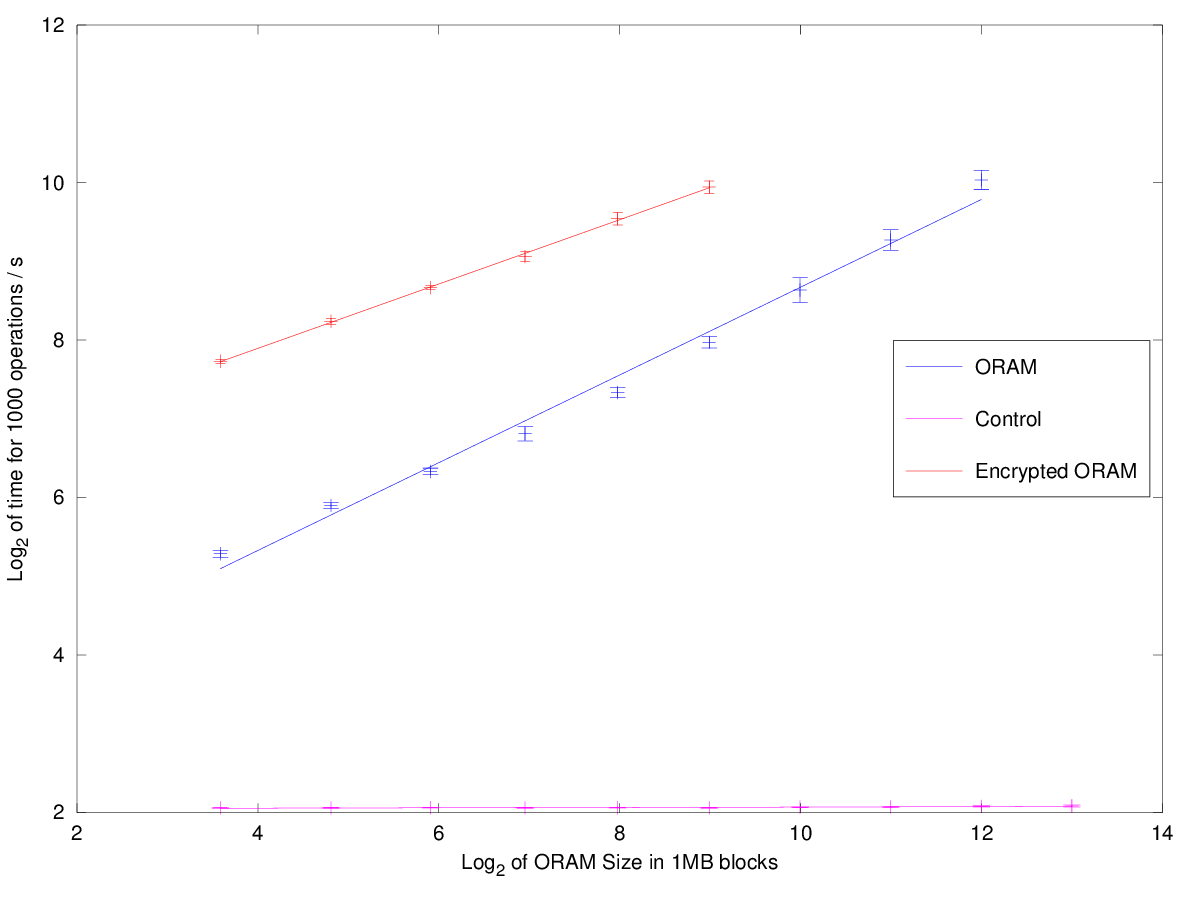 12
10
8
6
4
2
Log2 of time for 1000 operations / s
ORAM
Control
Encrypted ORAM
2 4 6 8 10 12 14
Log2 of ORAM Size in 1MB blocks